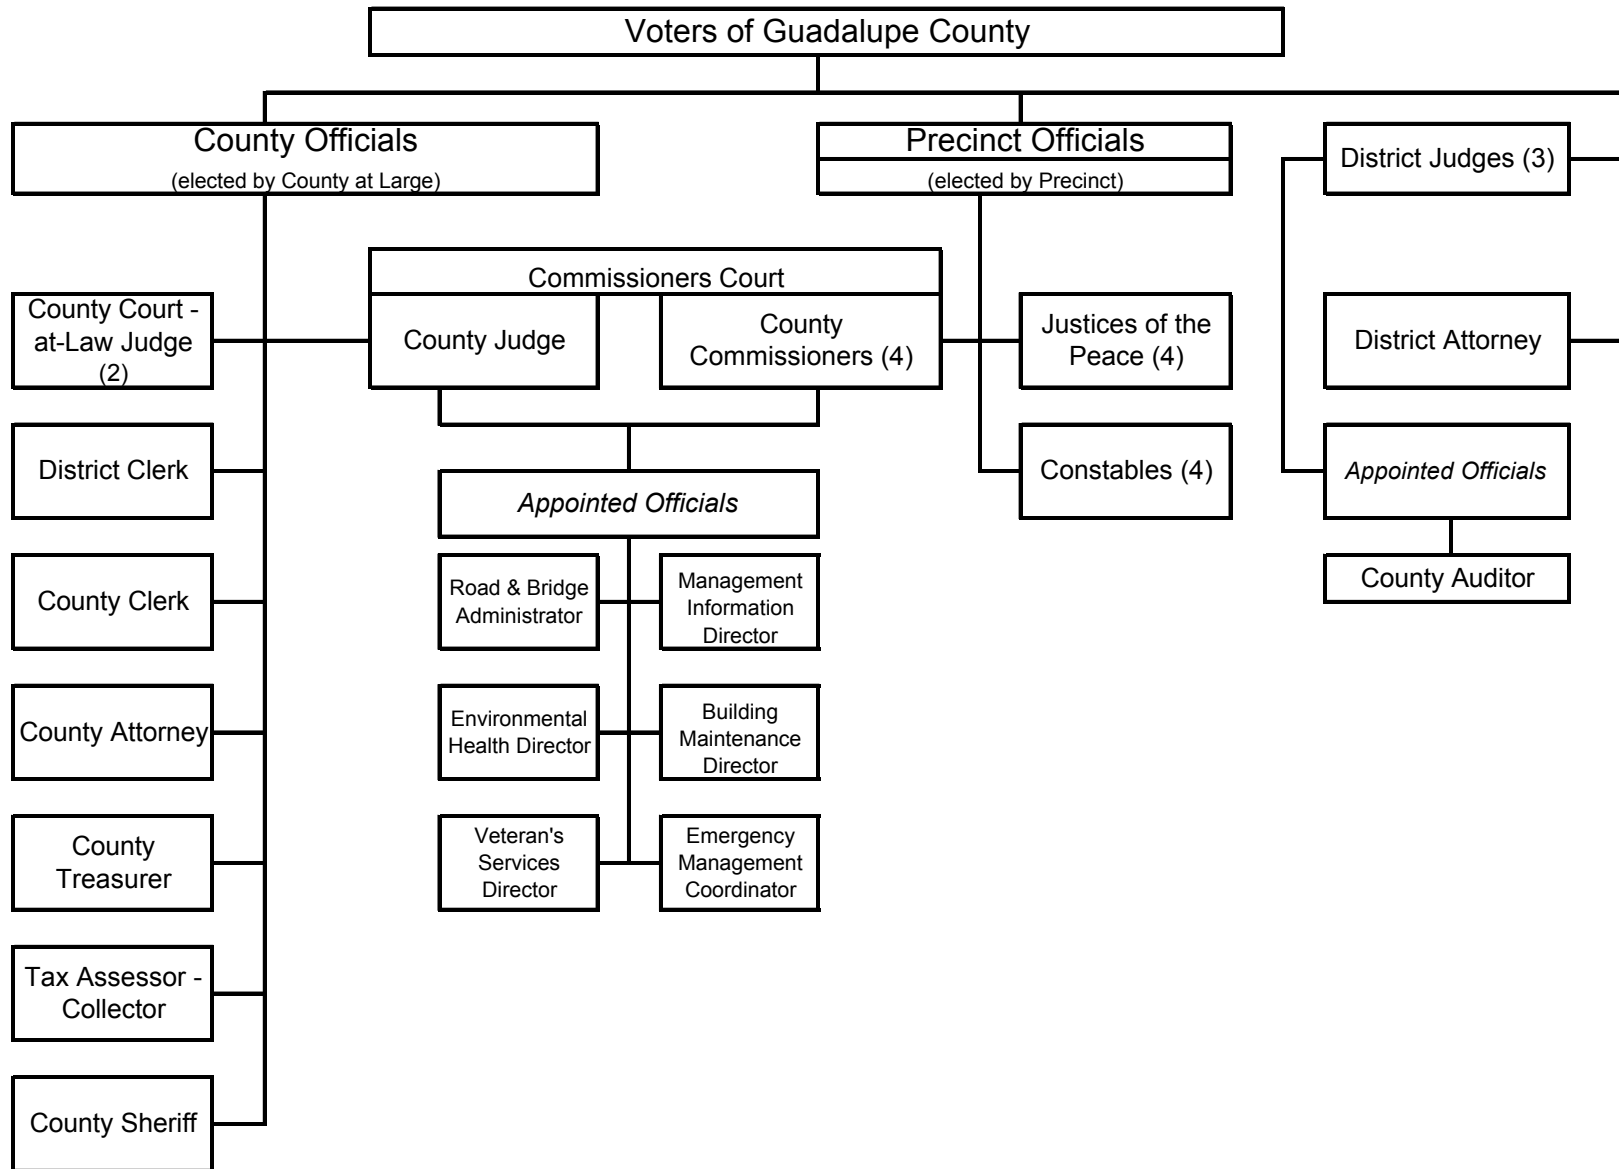 Voters of Guadalupe County
County Officials
(elected by County at Large)
Precinct Officials
(elected by Precinct)
District Judges (3)
Commissioners Court
County Court -
at-Law Judge
(2)
County Judge
County
Commissioners (4)
Justices of the
Peace (4)
District Attorney
District Clerk
Appointed Officials
Constables (4)
Appointed Officials
County Clerk
Road & Bridge
Administrator
Management
Information
Director
County Auditor
County Attorney
Environmental
Health Director
Building
Maintenance
Director
County
Treasurer
Veteran's
Services
Director
Emergency
Management
Coordinator
Tax Assessor -
Collector
County Sheriff